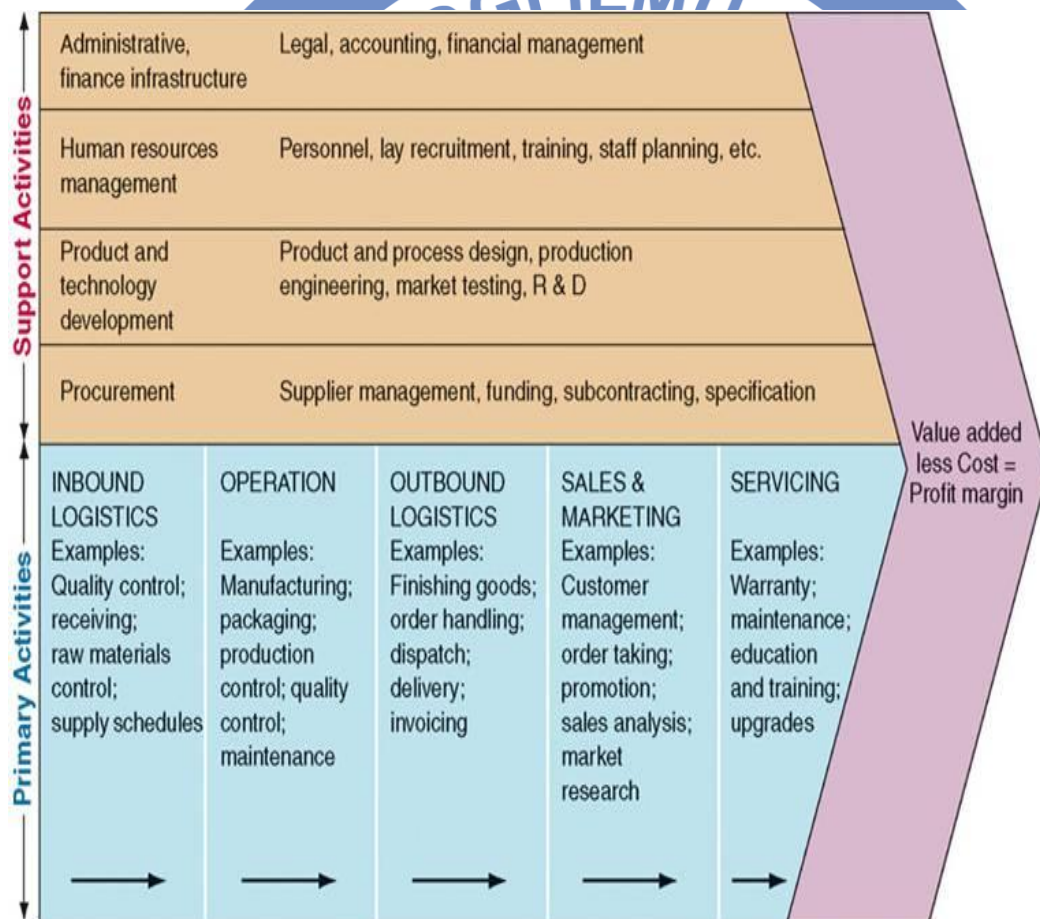 Support Activities
Administrative,
finance infrastructure
Legal, accounting, financial management
Human resources
management
Personnel, lay recruitment, training, staff planning, etc.
Product and
technology
development
Product and process design, production
engineering, market testing, R & D
Procurement
Supplier management, funding, subcontracting, specification
Primary Activities
INBOUND
LOGISTICS
Examples:
Quality control;
receiving;
raw materials
control;
supply schedules
OPERATION
Examples:
Manufacturing;
packaging;
production
control; quality
control;
maintenance
OUTBOUND
LOGISTICS
Examples:
Finishing goods;
order handling;
dispatch;
delivery;
invoicing
SALES &
MARKETING
Examples:
Customer
management;
order taking;
promotion;
sales analysis;
market
research
SERVICING
Examples:
Warranty;
maintenance;
education
and training;
upgrades
Value added
less Cost =
Profit margin